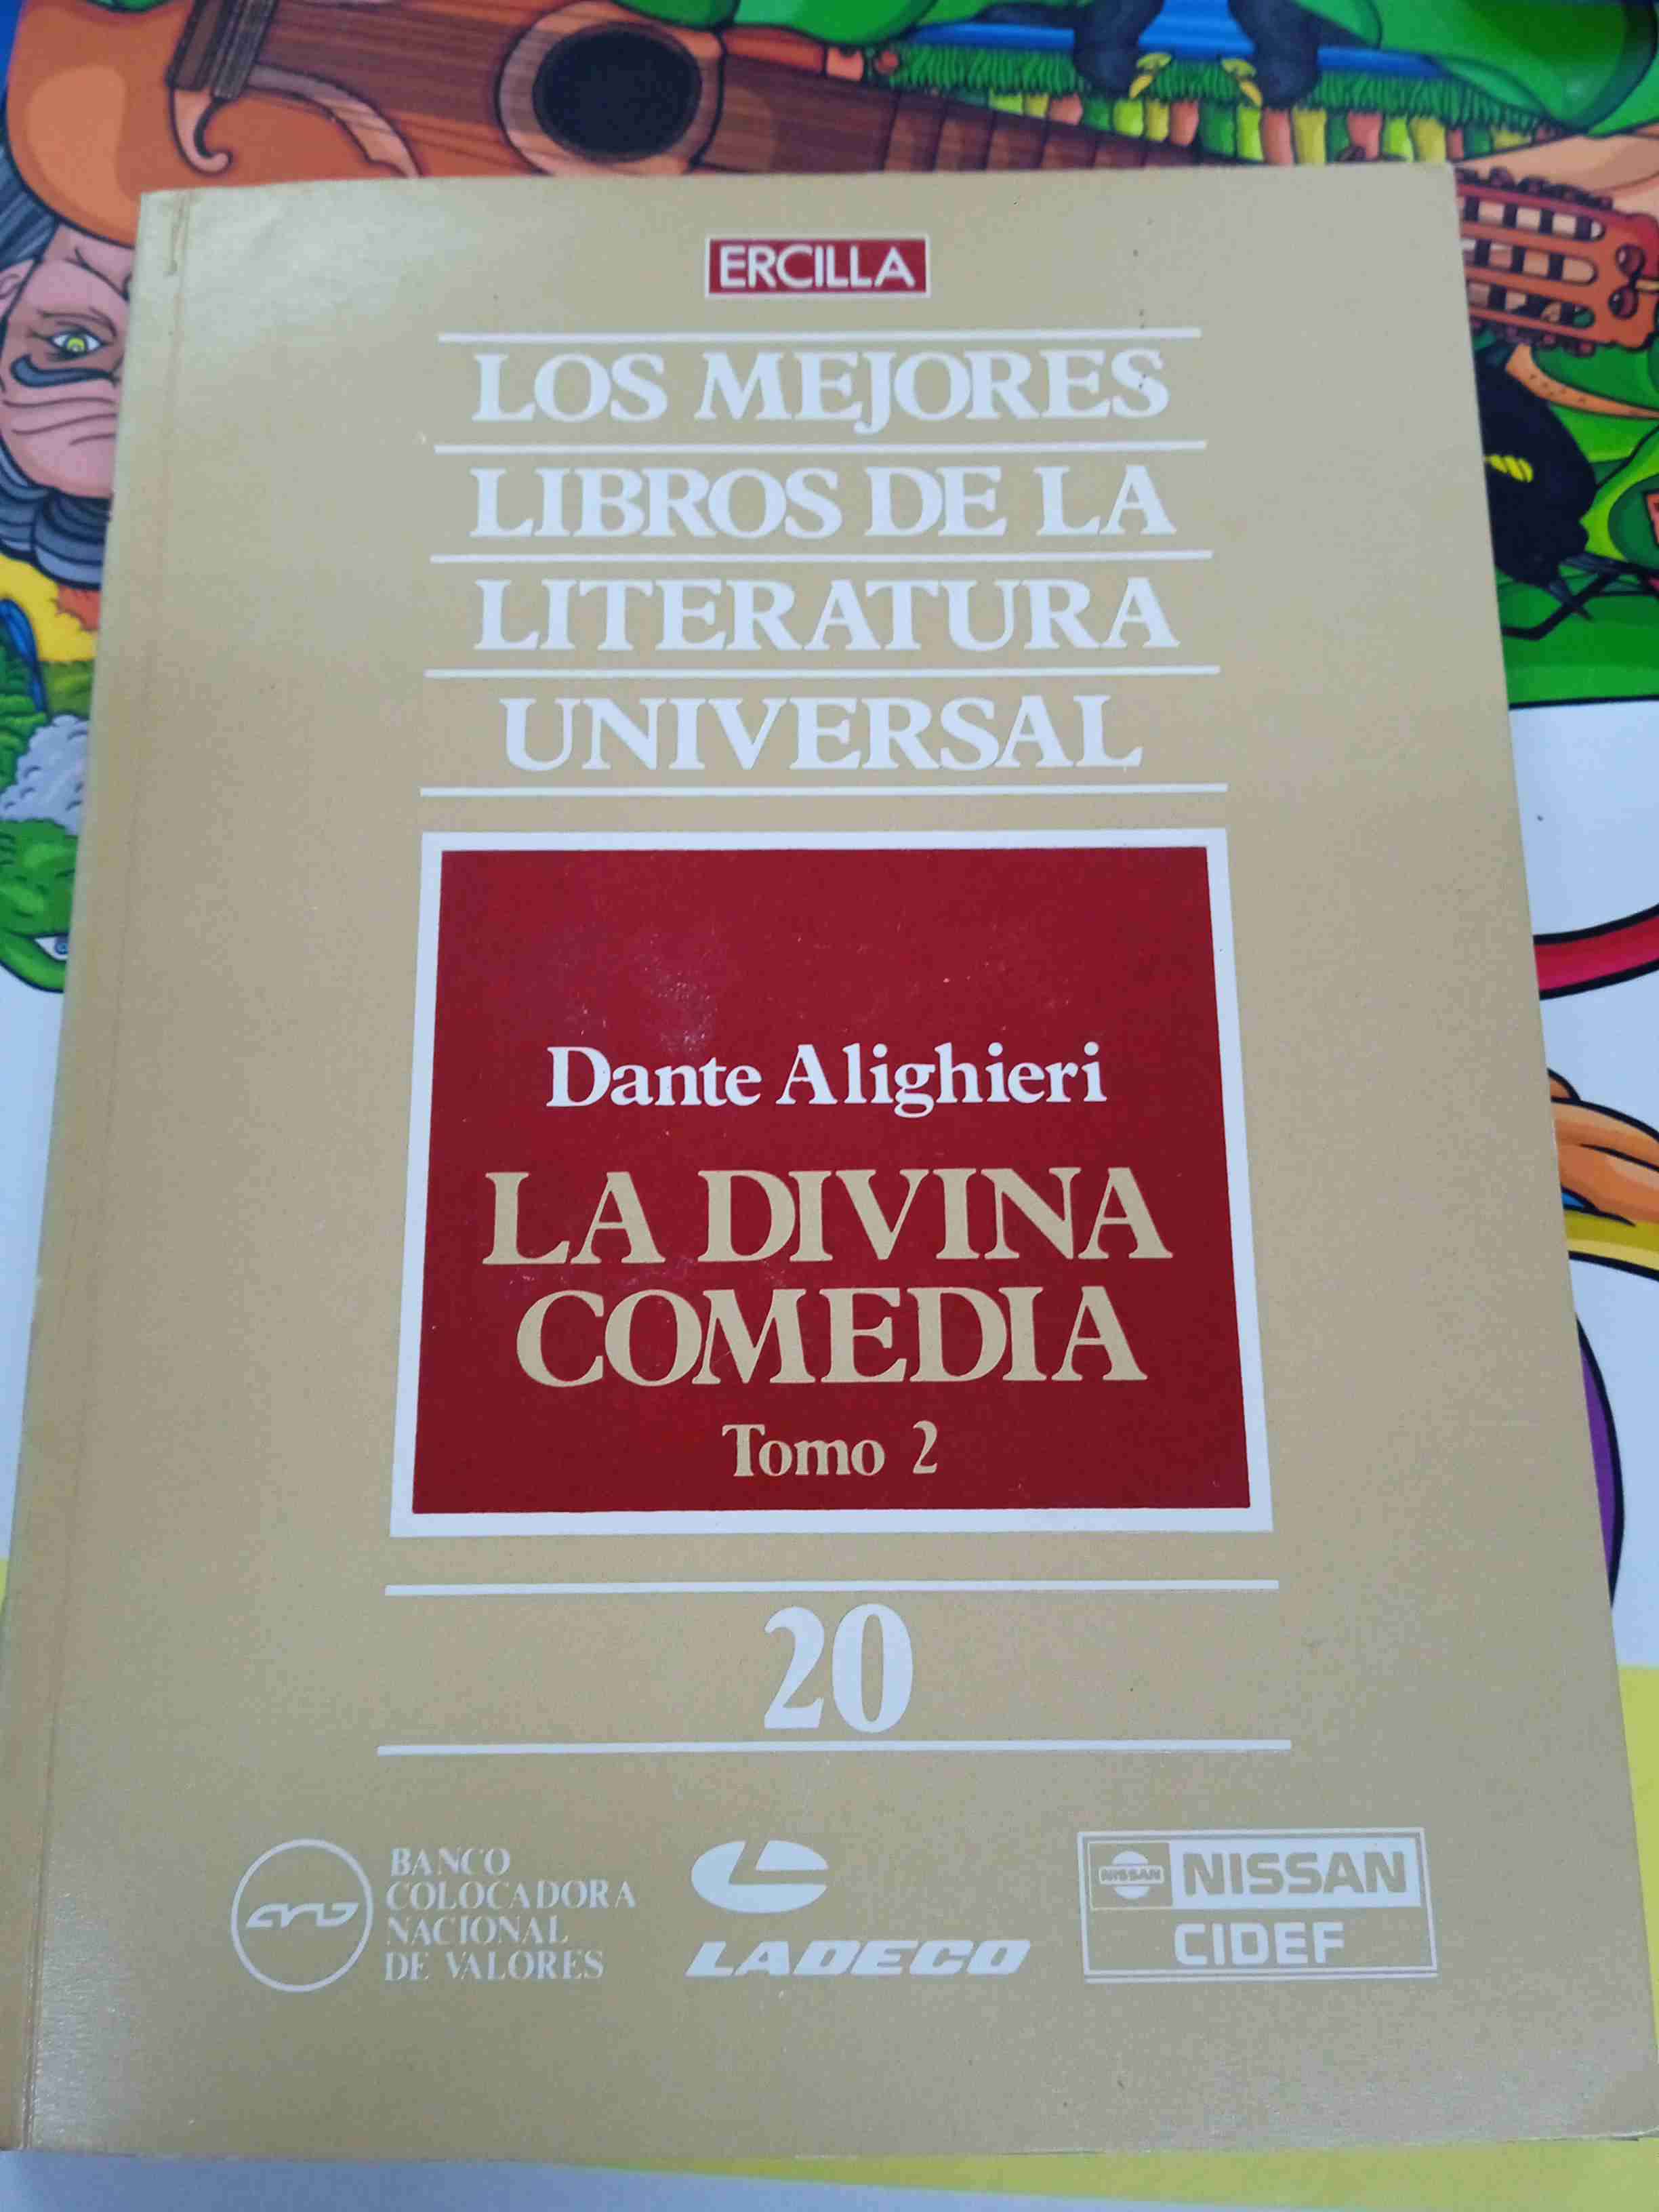 ERCILLA
LOS MEJORES
LIBROS DE LA
LITERATURA
UNIVERSAL
Dante Alighieri
LA DIVINA
COMEDIA
Tomo 2
20
BANCO
COLOCADORA
NACIONAL
DE VALORES
LADECO
NISSAN
NISSAN
CIDEF